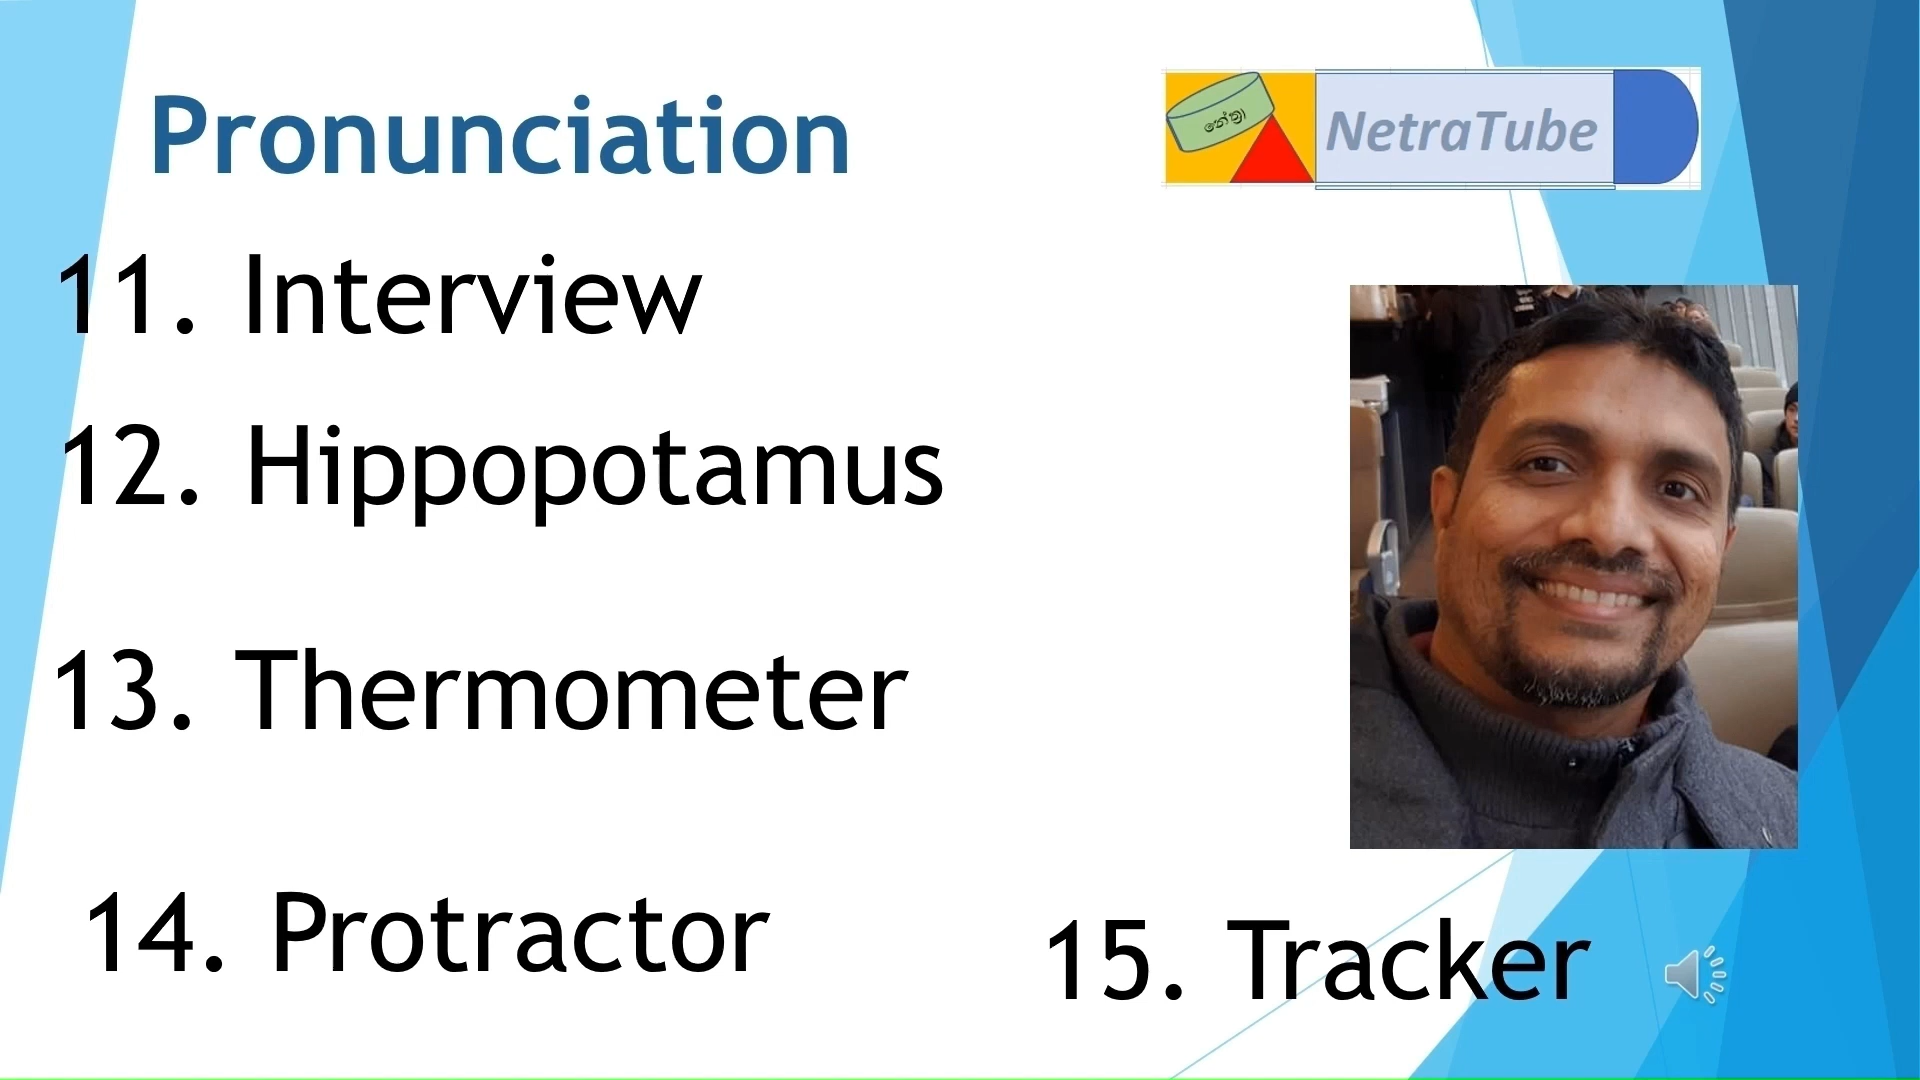 Pronunciation
නේත්‍රා
NetraTube
11. Interview
12. Hippopotamus
13. Thermometer
14. Protractor
15. Tracker